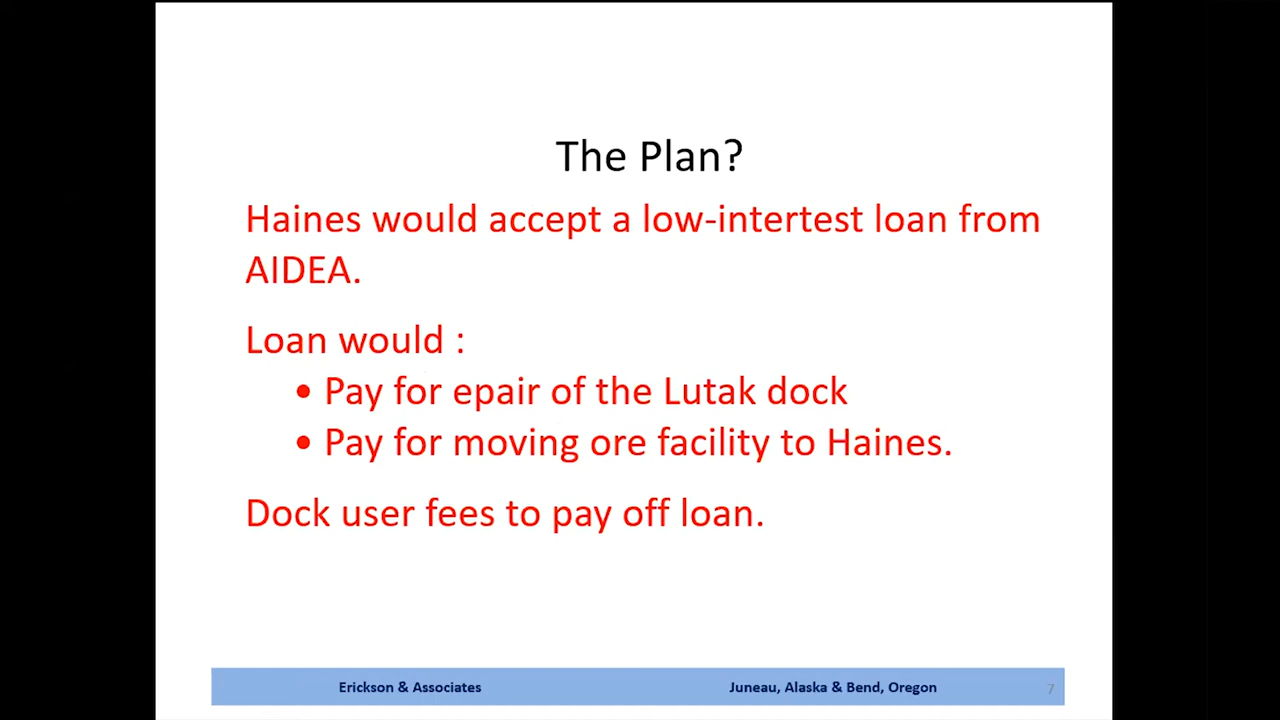 The Plan?
Haines would accept a low-intertest loan from
AIDEA.
Loan would :
• Pay for epair of the Lutak dock
• Pay for moving ore facility to Haines.
Dock user fees to pay off loan.
Erickson & Associates
Juneau, Alaska & Bend, Oregon
7